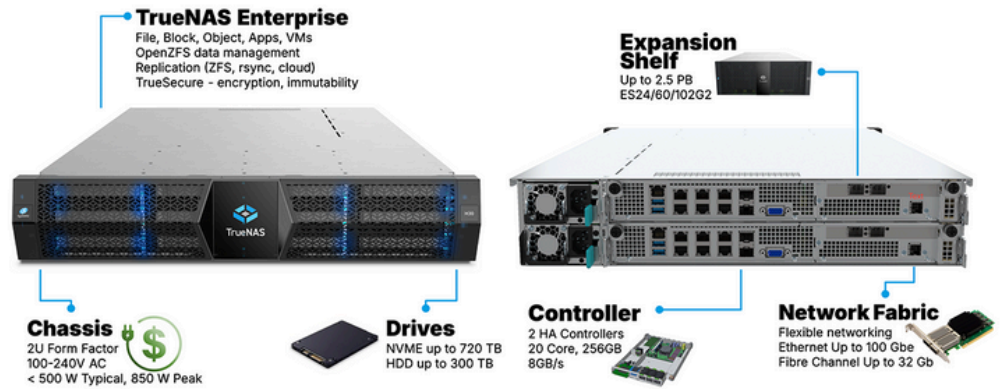 TrueNAS Enterprise
File, Block, Object, Apps, VMs
OpenZFS data management
Replication (ZFS, rsync, cloud)
TrueSecure - encryption, immutability
Expansion
Shelf
Up to 2.5 PB
ES24/60/102G2
TrueNAS
Chassis
2U Form Factor
100-240V AC
< 500 W Typical, 850 W Peak
$
Drives
NVME up to 720 TB
HDD up to 300 TB
Controller
2 HA Controllers
20 Core, 256GB
8GB/s
Network Fabric
Flexible networking
Ethernet Up to 100 Gbe
Fibre Channel Up to 32 Gb